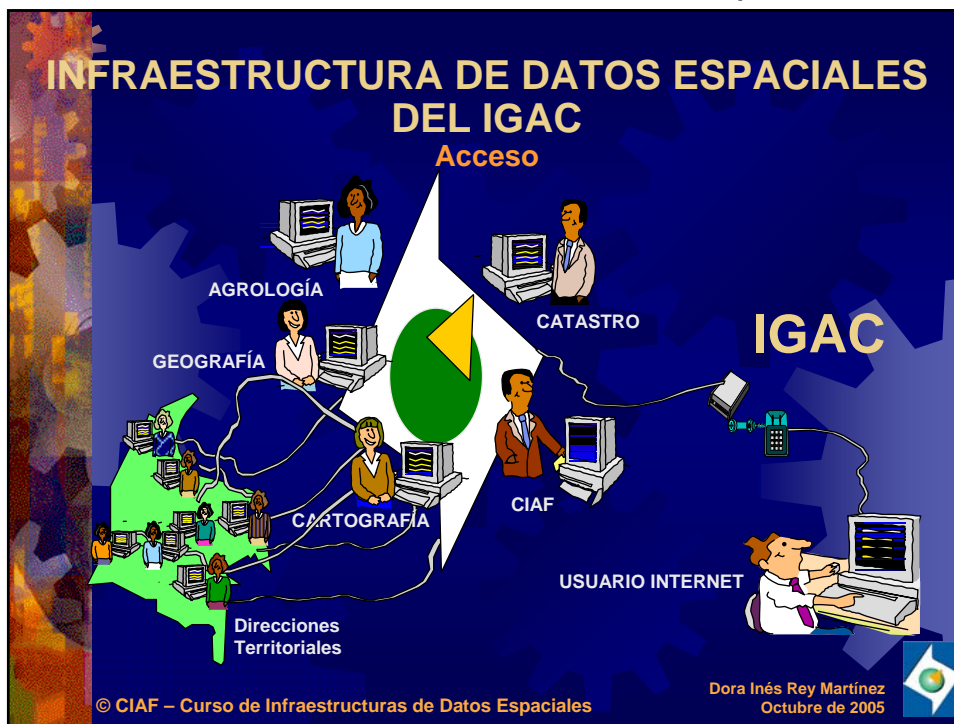 INFRAESTRUCTURA DE DATOS ESPACIALES
DEL IGAC
Acceso
AGROLOGÍA
CATASTRO
IGAC
GEOGRAFÍA
CARTOGRAFÍA
CIAF
USUARIO INTERNET
Direcciones
Territoriales
© CIAF – Curso de Infraestructuras de Datos Espaciales
Dora Inés Rey Martínez
Octubre de 2005